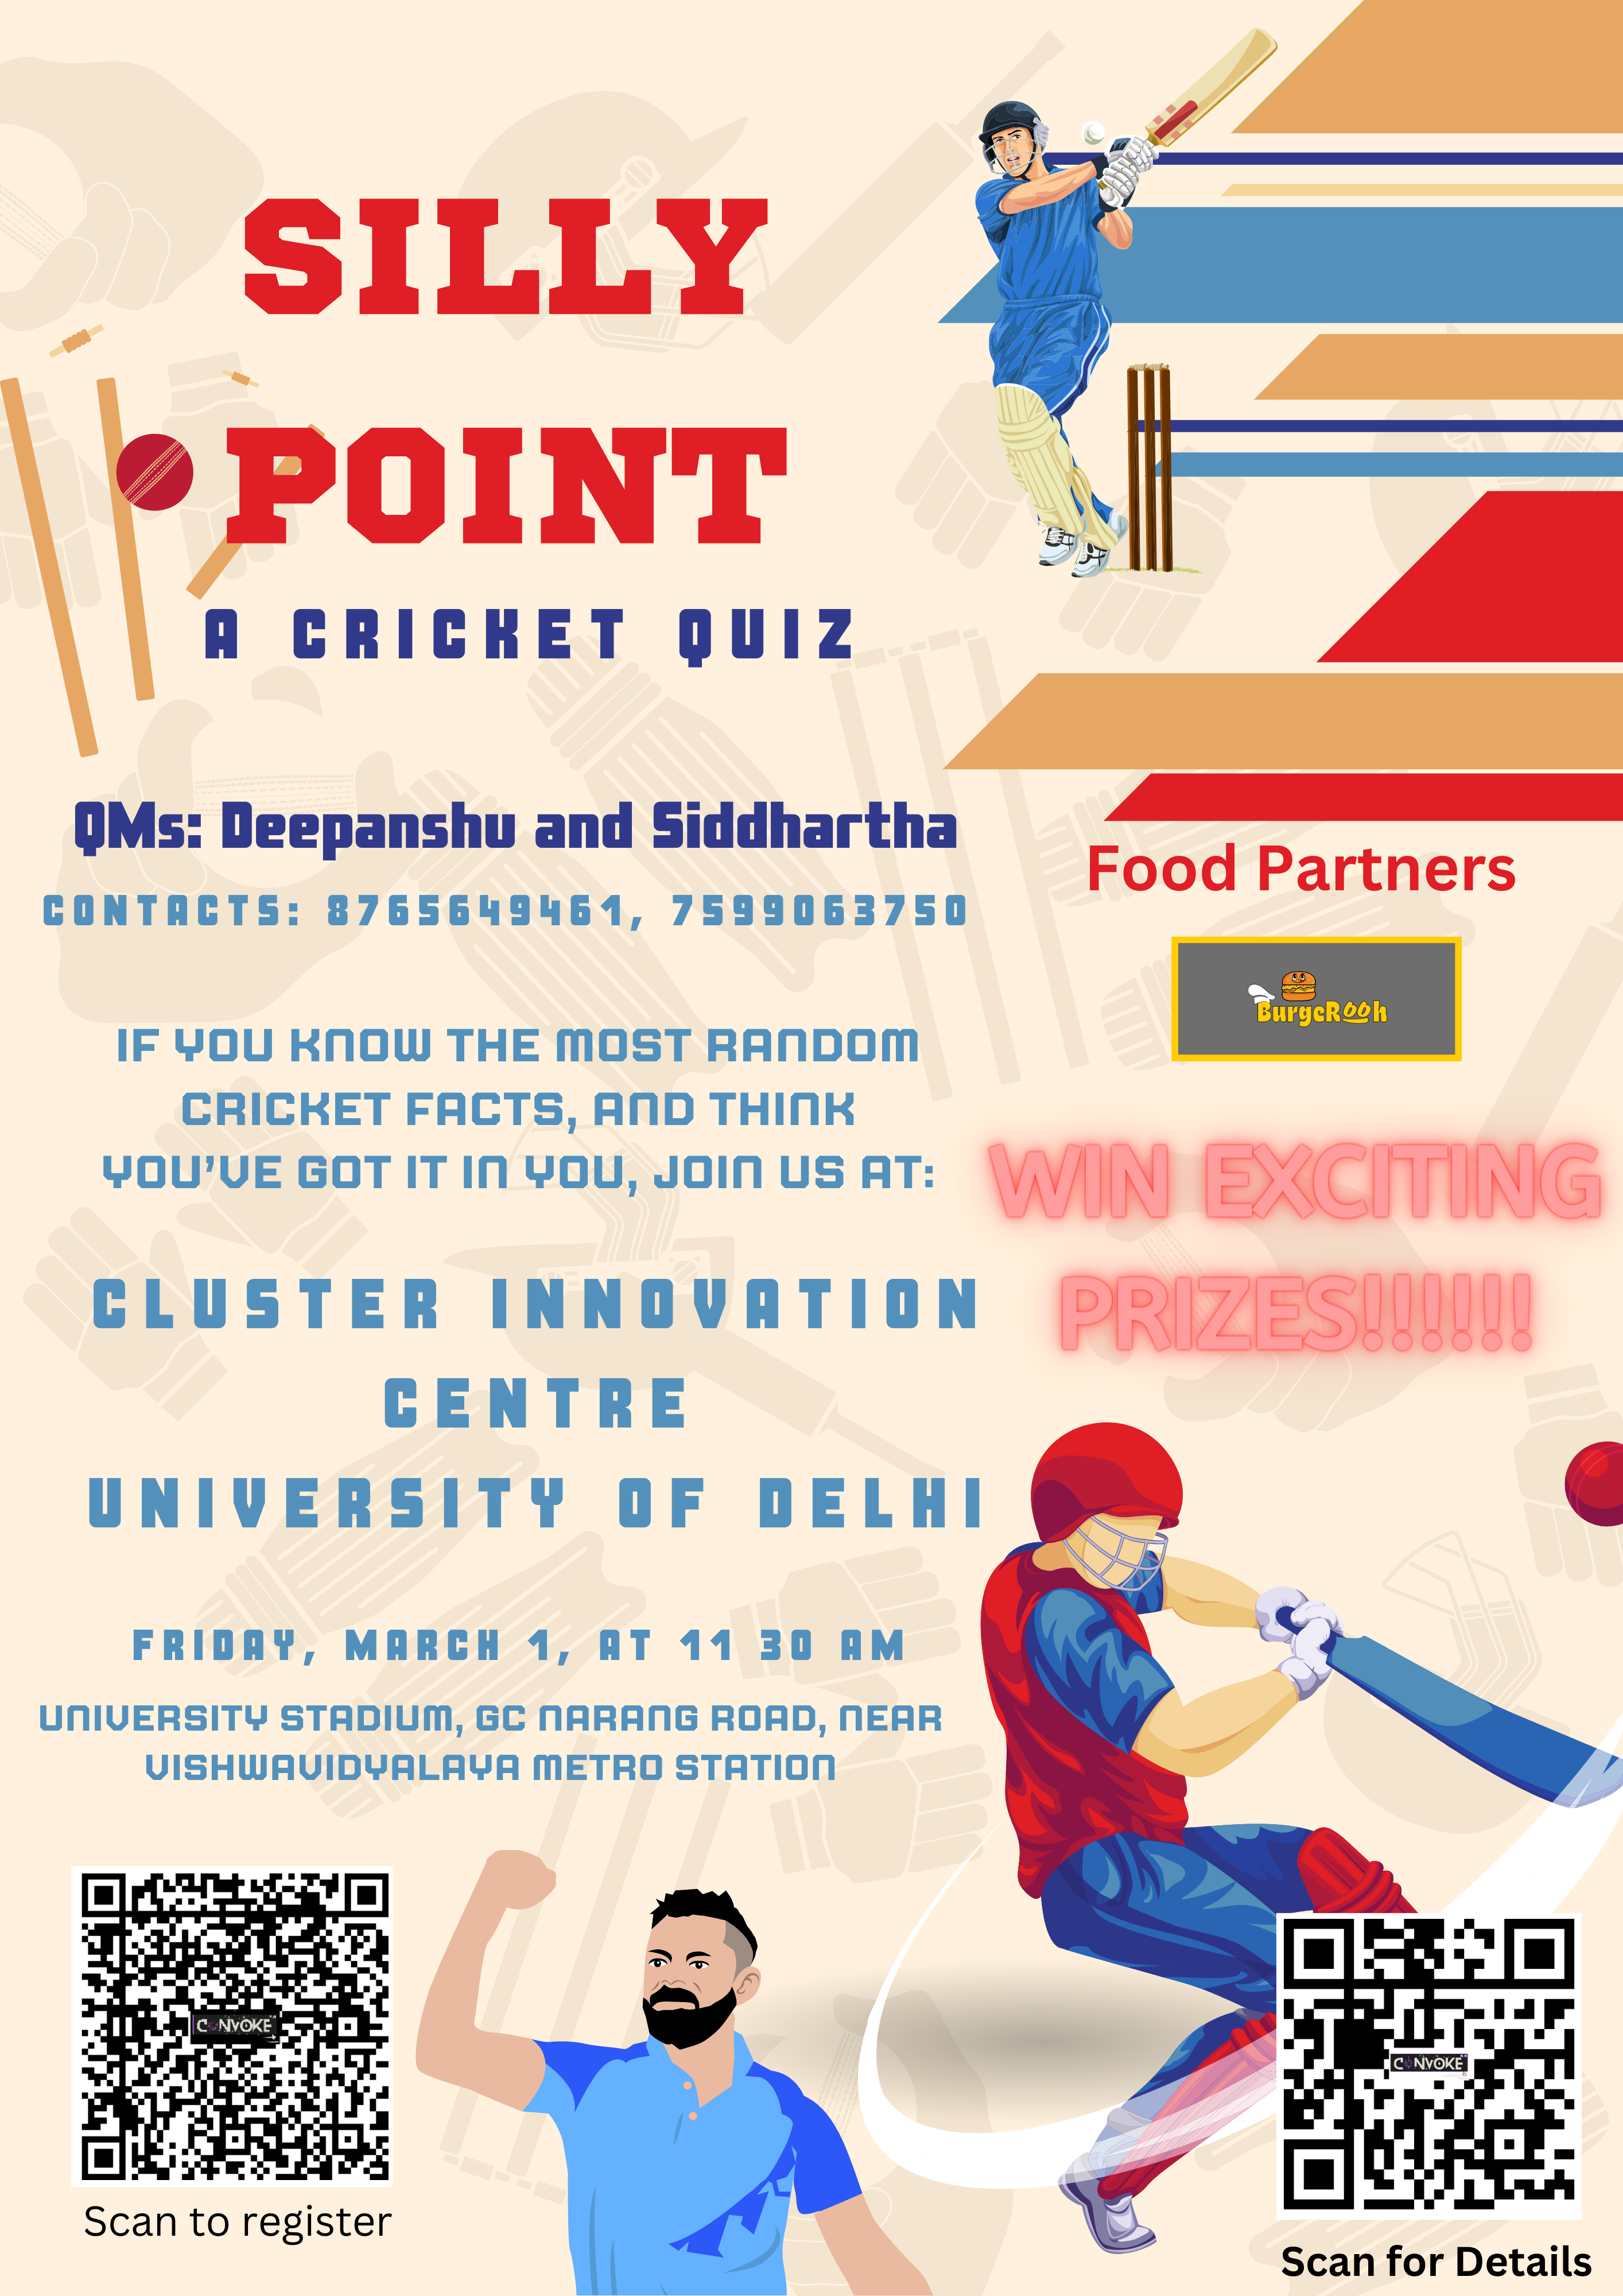 SILLY
POINT
A CRICKET QUIZ
QMs: Deepanshu and Siddhartha
CONTACTS: 8765649461, 7599063750
Food Partners
BurgeRooh
IF YOU KNOW THE MOST RANDOM
CRICKET FACTS, AND THINK
YOU'VE GOT IT IN YOU, JOIN US AT:
WIN EXCITING
PRIZES!!!!!!
CLUSTER INNOVATION
CENTRE
UNIVERSITY OF DELHI
FRIDAY, MARCH 1, AT 11 30 AM
UNIVERSITY STADIUM, GC NARANG ROAD, NEAR
VISHWAVIDYALAYA METRO STATION
CONVOKE
Scan to register
CONVOKE
Scan for Details